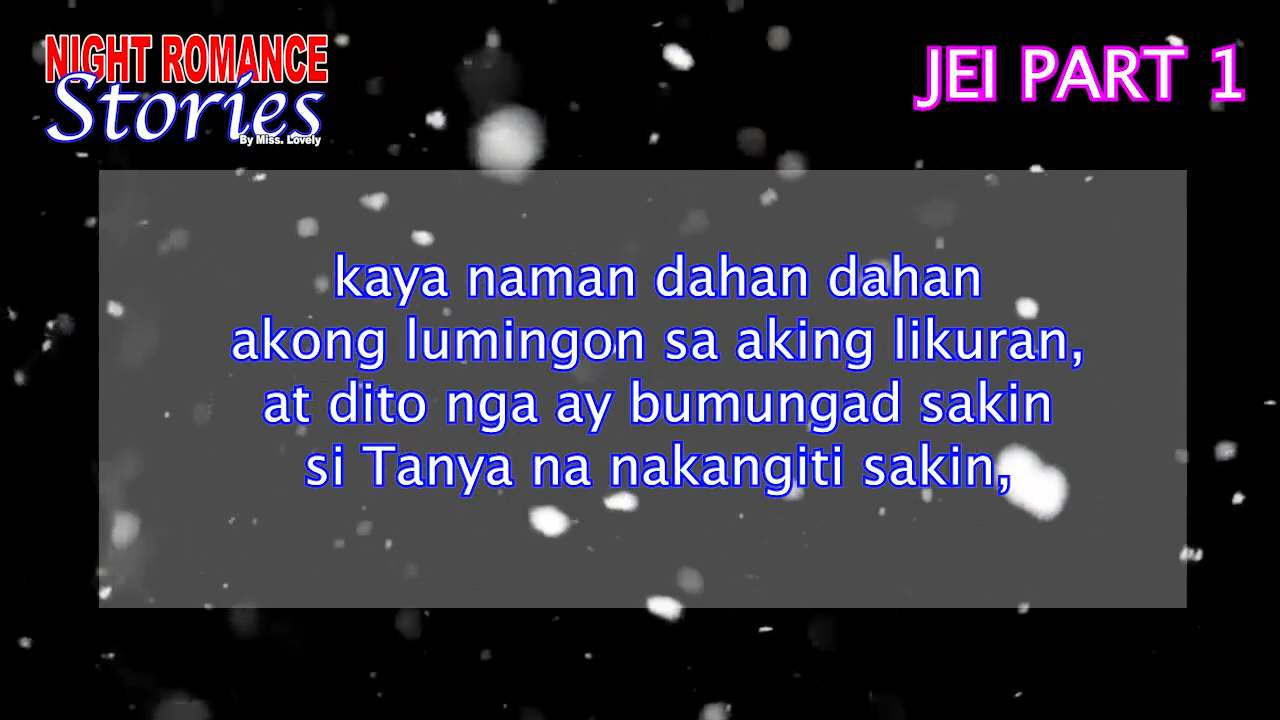 NIGHT ROMANCE
Stories
By Miss. Lovely
JEI PART 1
kaya naman dahan dahan
akong lumingon sa aking likuran,
at dito nga ay bumungad sakin
si Tanya na nakangiti sakin,